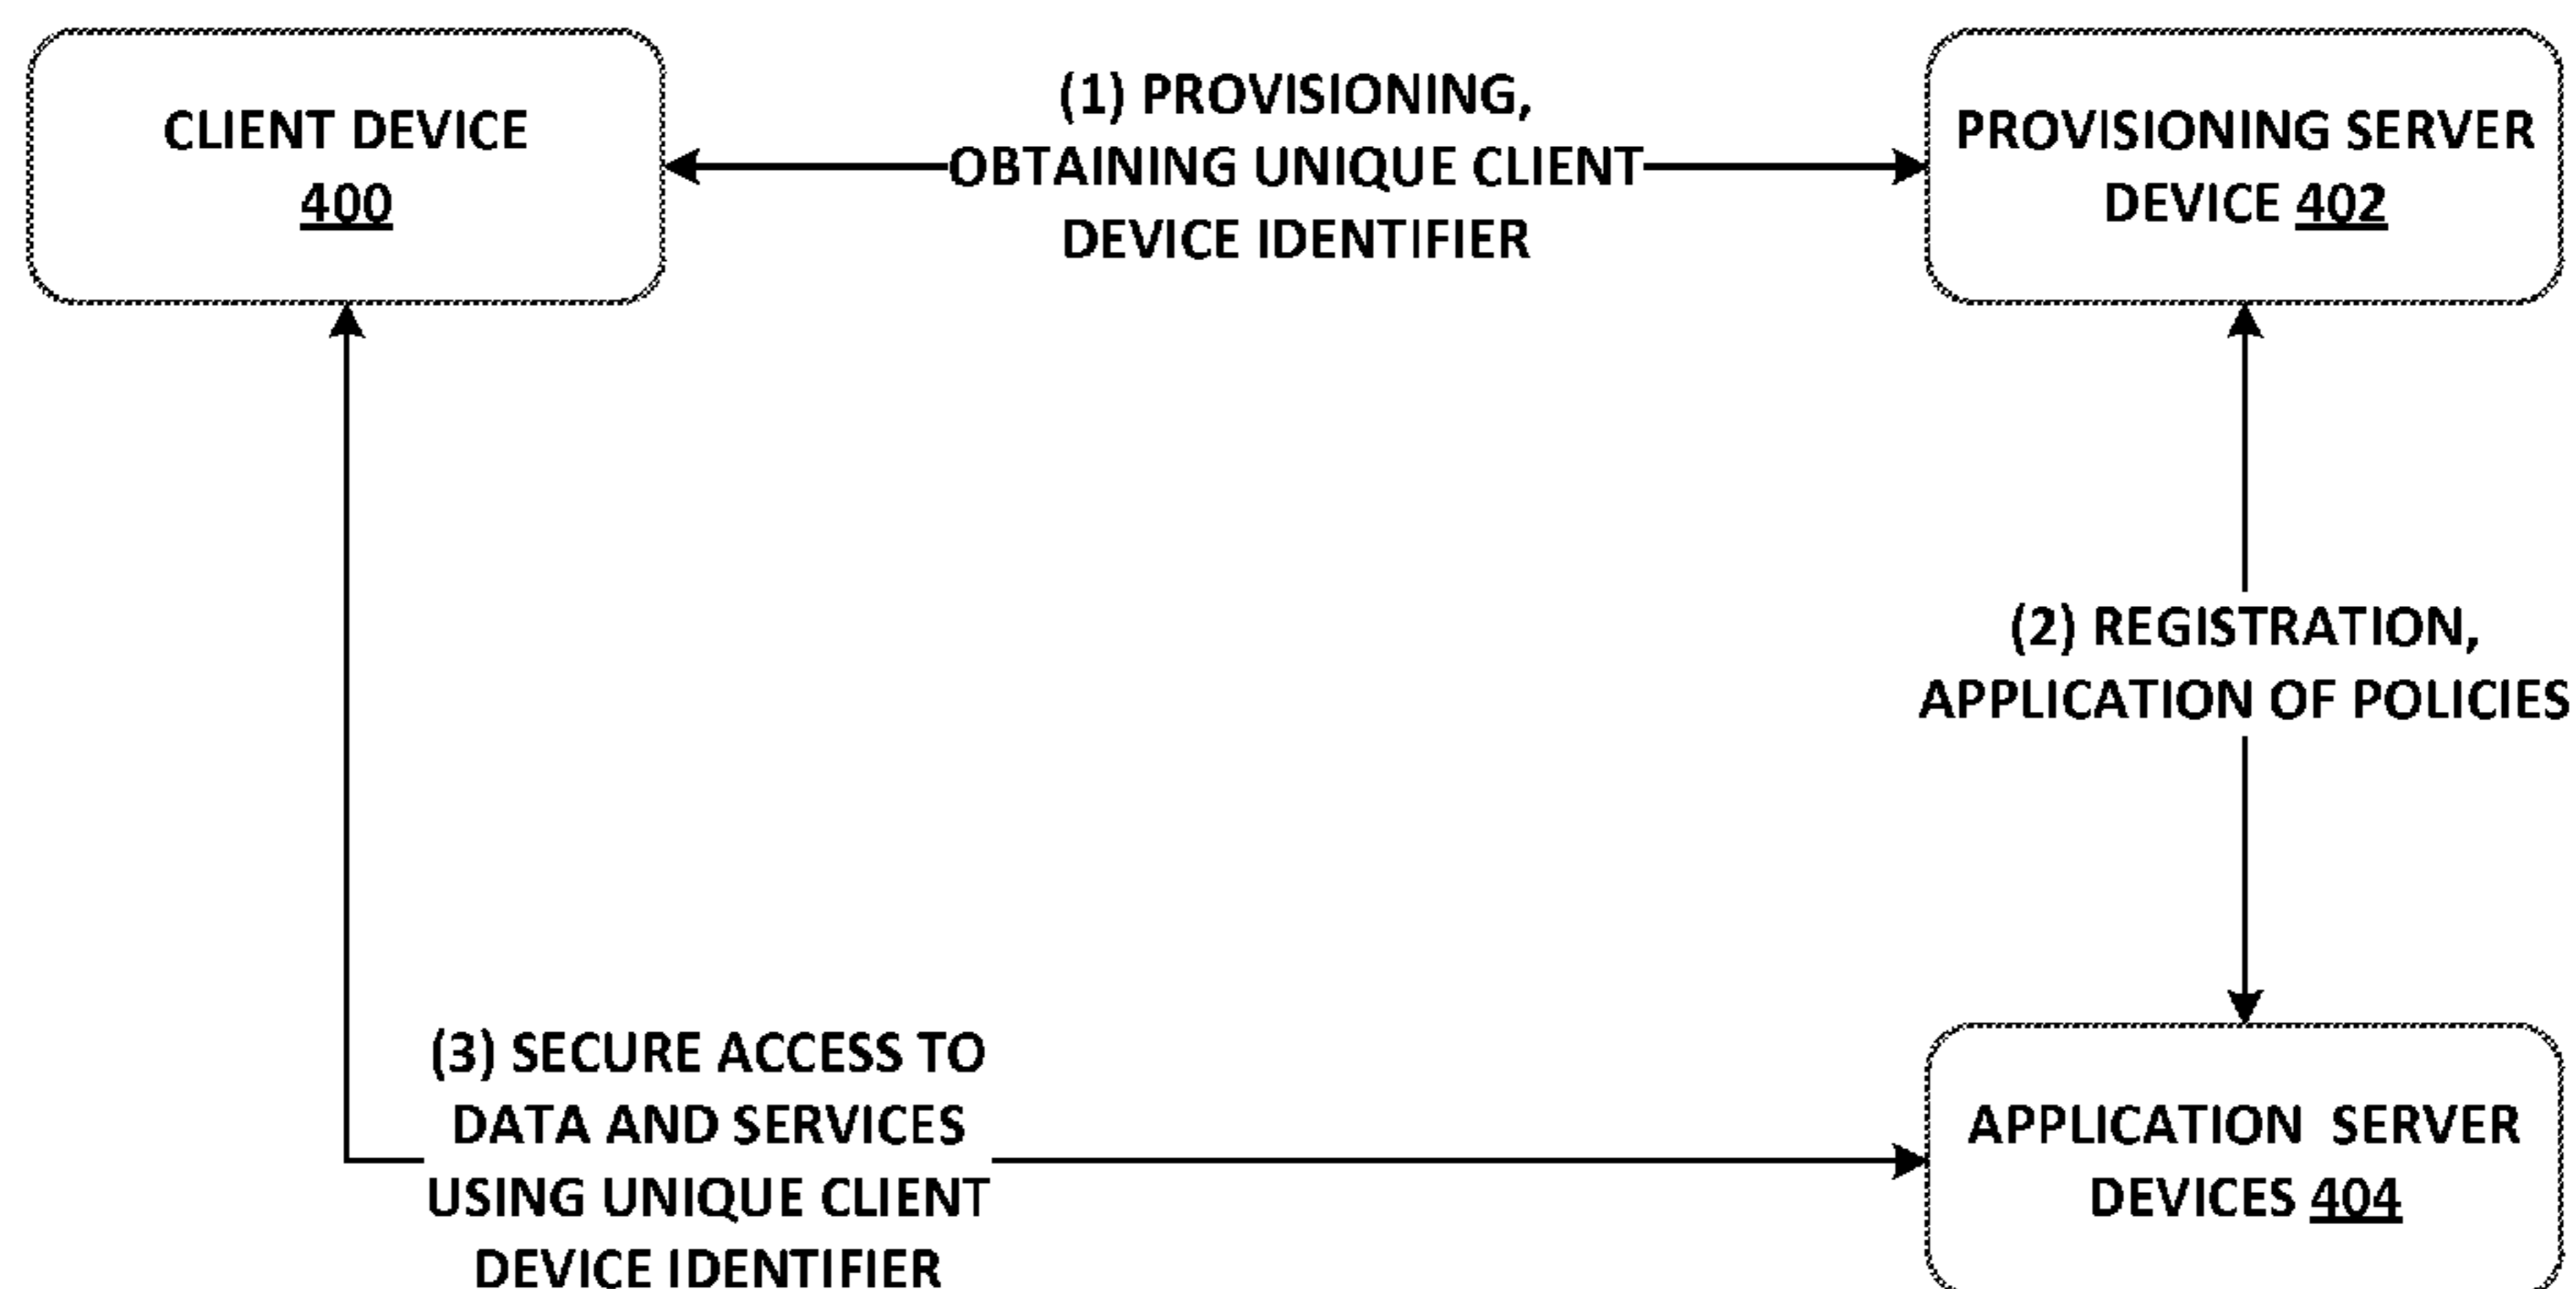 CLIENT DEVICE
400
(1) PROVISIONING,
OBTAINING UNIQUE CLIENT
DEVICE IDENTIFIER
PROVISIONING SERVER
DEVICE 402
(2) REGISTRATION,
APPLICATION OF POLICIES
(3) SECURE ACCESS TO
DATA AND SERVICES
USING UNIQUE CLIENT
DEVICE IDENTIFIER
APPLICATION SERVER
DEVICES 404